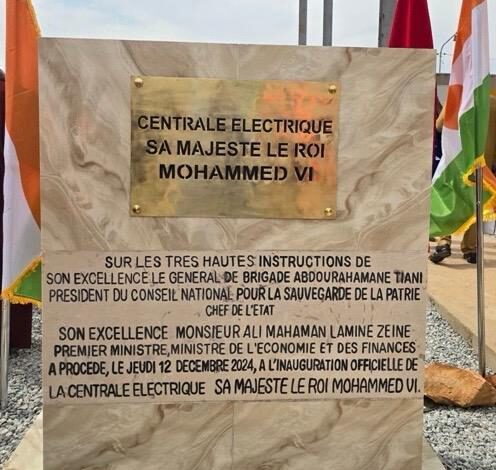 CENTRALE ELECTRIQUE
SA MAJESTE LE ROI
MOHAMMED VI
SUR LES TRES HAUTES INSTRUCTIONS DE
SON EXCELLENCE LE GENERAL DE BRIGADE ABDOURAHAMANE TIANI
PRESIDENT DU CONSEIL NATIONAL POUR LA SAUVEGARDE DE LA PATRIE
CHEF DE L'ETAT
SON EXCELLENCE MONSIEUR ALI MAHAMAN LAMINE ZEINE
PREMIER MINISTRE, MINISTRE DE L'ECONOMIE ET DES FINANCES
A PROCEDE, LE JEUDI 12 DECEMBRE 2024, A L'INAUGURATION OFFICIELLE DE
LA CENTRALE ELECTRIQUE SA MAJESTE LE ROI MOHAMMED VI.